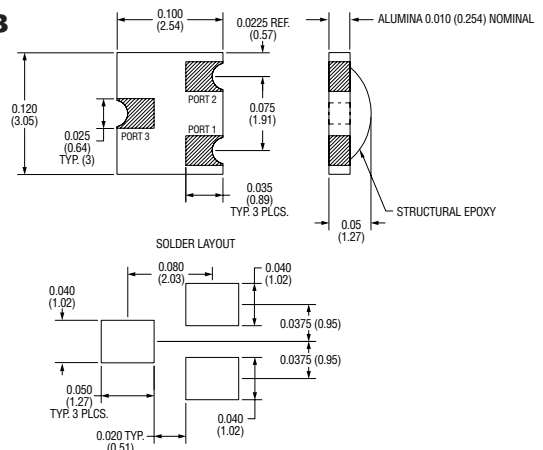 B
0.100
(2.54)
0.0225 REF.
(0.57)
ALUMINA 0.010 (0.254) NOMINAL
0.120
(3.05)
PORT 2
0.075
(1.91)
0.025
(0.64)
TYP. (3)
PORT 3
PORT 1
0.035
(0.89)
TYP. 3 PLCS.
STRUCTURAL EPOXY
0.05
(1.27)
SOLDER LAYOUT
0.080
(2.03)
0.040
(1.02)
0.040
(1.02)
0.0375 (0.95)
0.0375 (0.95)
0.050
(1.27)
TYP. 3 PLCS.
0.040
(1.02)
0.020 TYP.
(0.51)